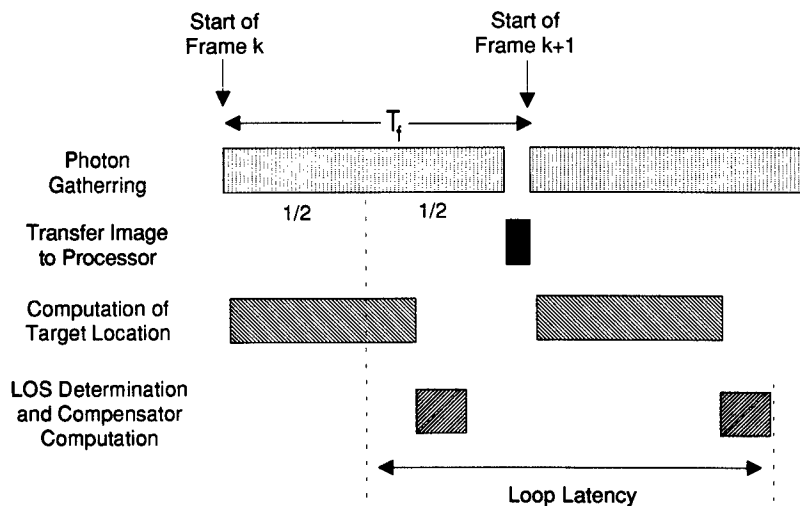 Start of
Frame k
Start of
Frame k+1
T_f
Photon
Gatherring
1/2
1/2
Transfer Image
to Processor
Computation of
Target Location
LOS Determination
and Compensator
Computation
Loop Latency